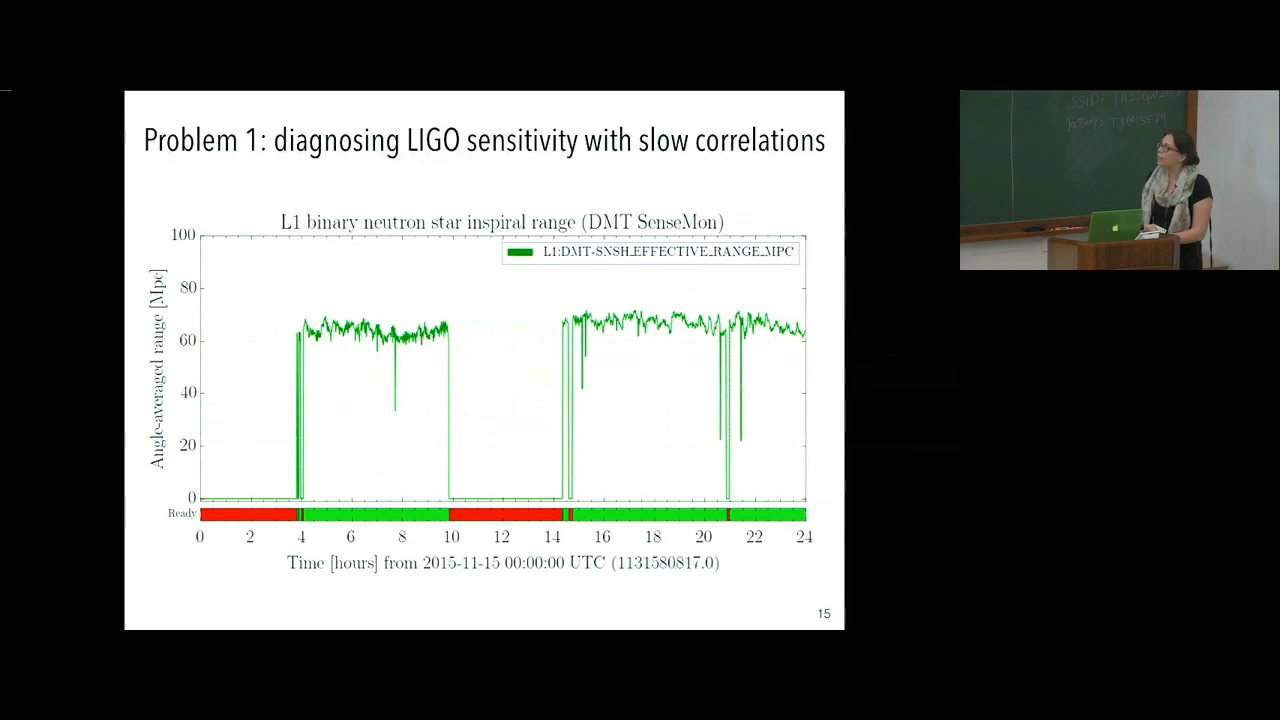 Problem 1: diagnosing LIGO sensitivity with slow correlations
L1 binary neutron star inspiral range (DMT SenseMon)
L1:DMT-SNSH_EFFECTIVE_RANGE_MPC
Angle-averaged range [Mpc]
100
80
60
40
20
0
Ready
0 2 4 6 8 10 12 14 16 18 20 22 24
Time [hours] from 2015-11-15 00:00:00 UTC (1131580817.0)
15